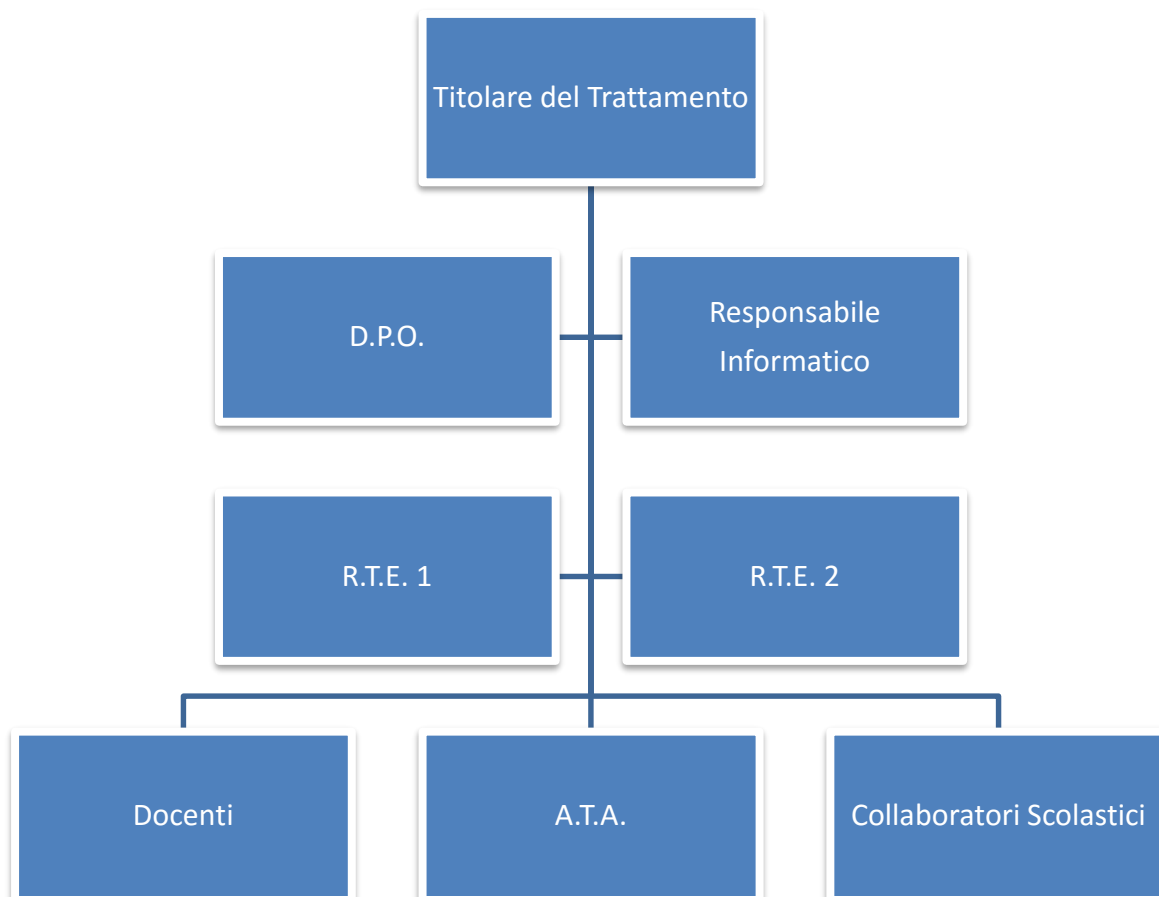 Titolare del Trattamento
D.P.O.
Responsabile
Informatico
R.T.E. 1
R.T.E. 2
Docenti
A.T.A.
Collaboratori Scolastici